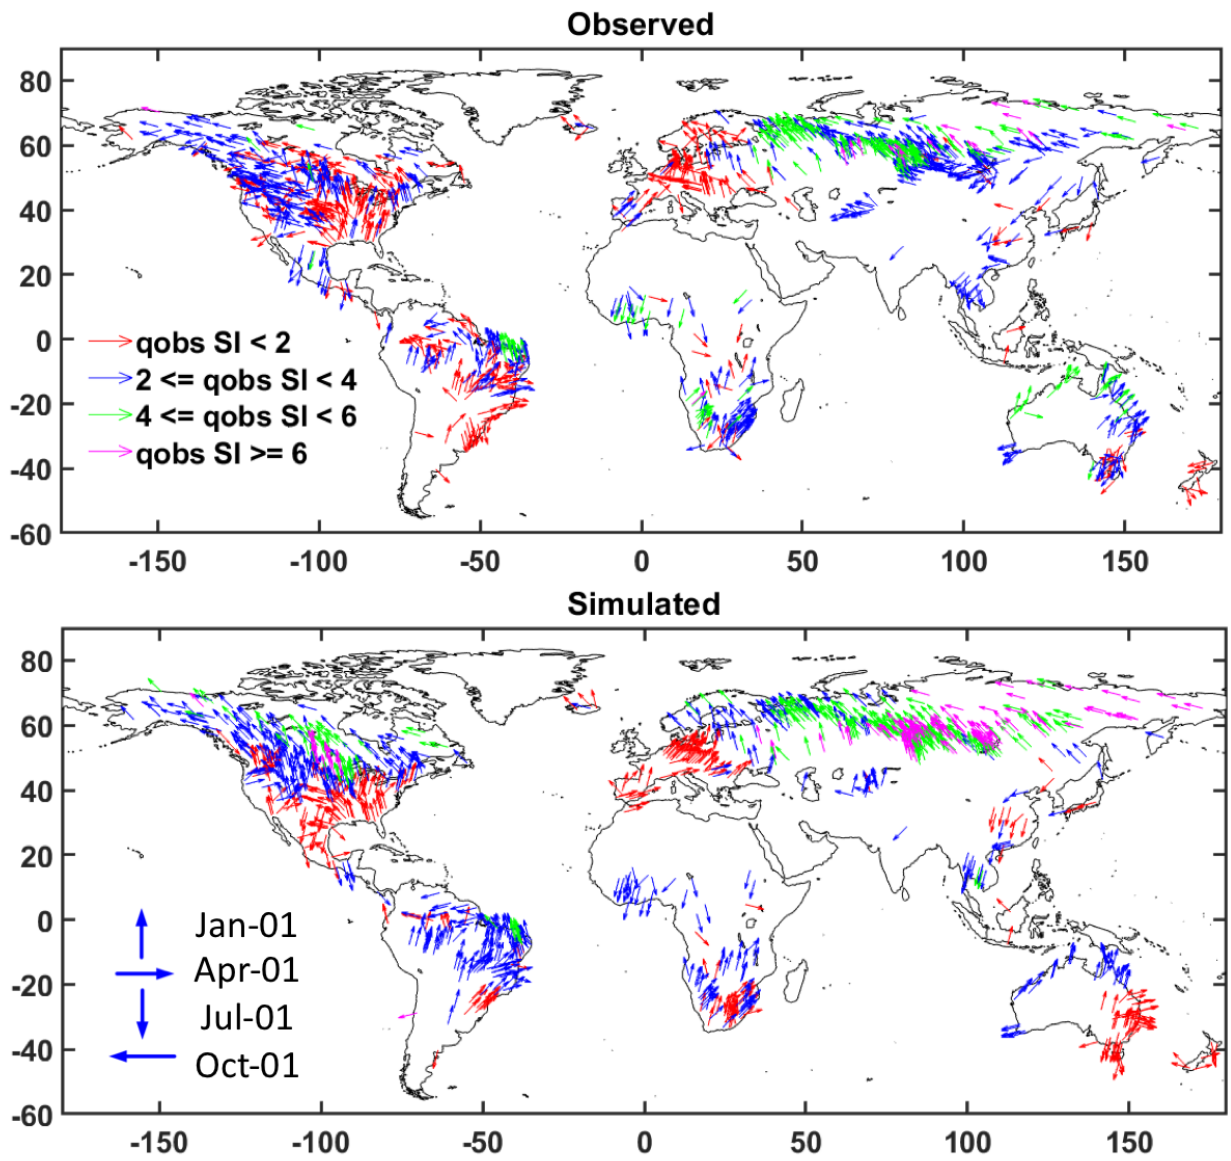 Observed
80
60
40
20
0
-20
-40
-60
qobs SI < 2
2 <= qobs SI < 4
4 <= qobs SI < 6
qobs SI >= 6
-150 -100 -50 0 50 100 150
Simulated
80
60
40
20
0
-20
-40
-60
Jan-01
Apr-01
Jul-01
Oct-01
-150 -100 -50 0 50 100 150